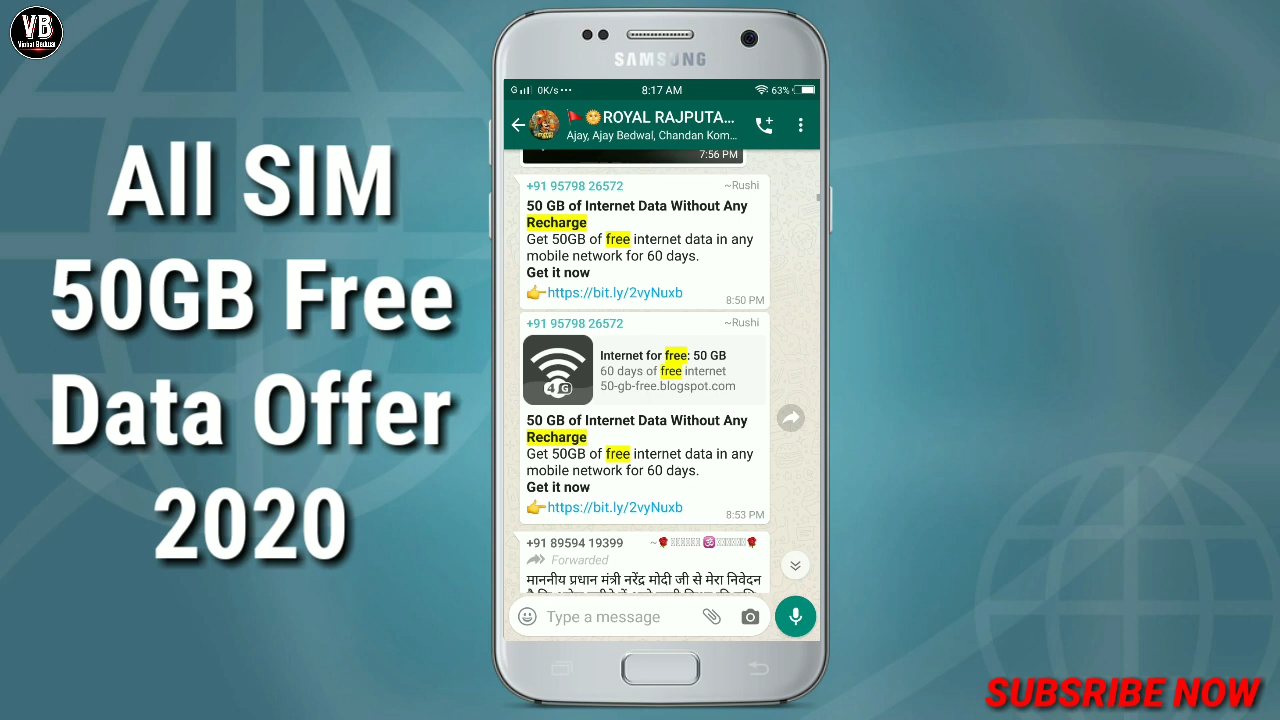 VB
Vimal Bediya
All SIM
50GB Free
Data Offer
2020
SAMSUNG
G 0K/s···
8:17 AM
63%
🚩🌞ROYAL RAJPUTA...
Ajay, Ajay Bedwal, Chandan Kom...
7:56 PM
+91 95798 26572 ~Rushi
50 GB of Internet Data Without Any
Recharge
Get 50GB of free internet data in any
mobile network for 60 days.
Get it now
👉https://bit.ly/2vyNuxb
8:50 PM
+91 95798 26572 ~Rushi
4G
Internet for free: 50 GB
60 days of free internet
50-gb-free.blogspot.com
50 GB of Internet Data Without Any
Recharge
Get 50GB of free internet data in any
mobile network for 60 days.
Get it now
👉https://bit.ly/2vyNuxb
8:53 PM
+91 89594 19399 ~🌹 🕉 🌹
Forwarded
माननीय प्रधान मंत्री नरेंद्र मोदी जी से मेरा निवेदन
Type a message
SUBSRIBE NOW